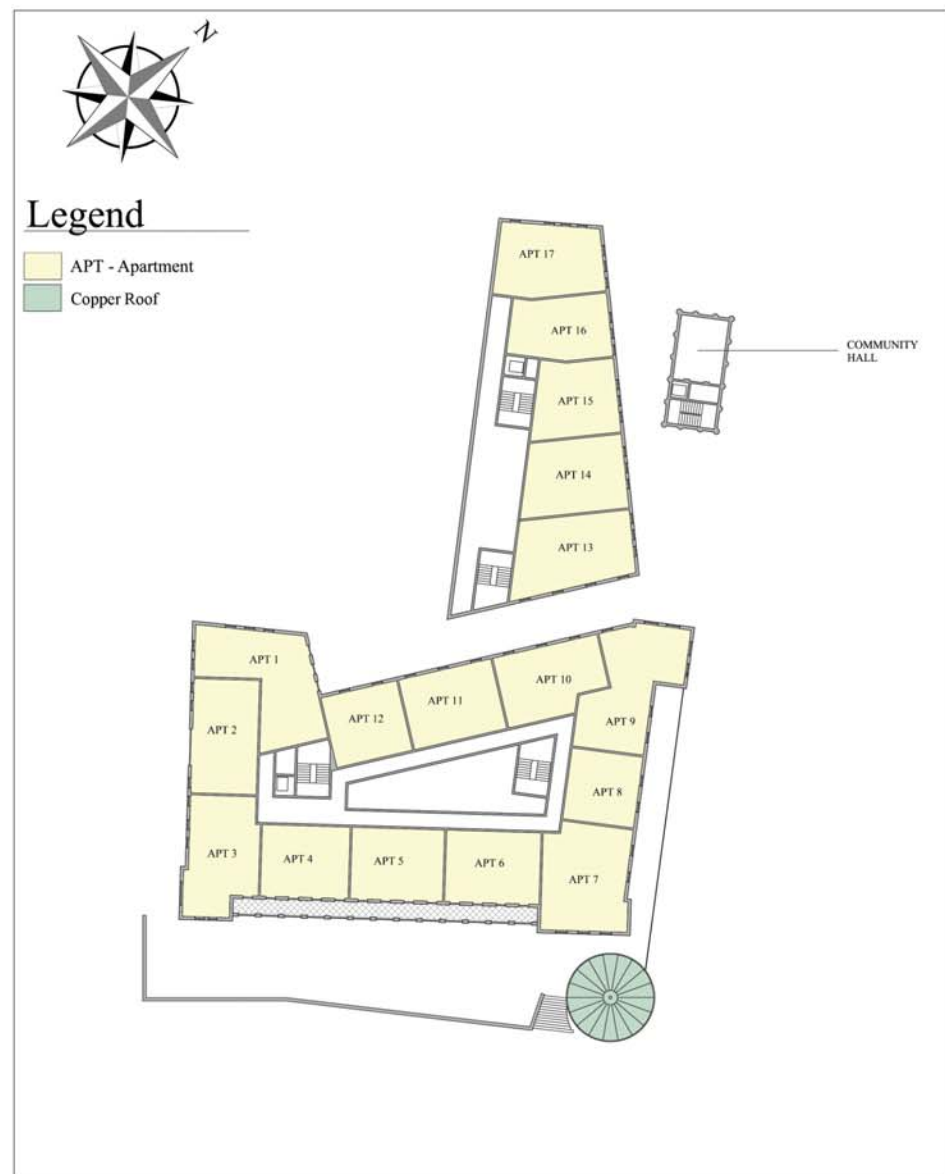 N
Legend
APT - Apartment
Copper Roof
APT 17
APT 16
COMMUNITY
HALL
APT 15
APT 14
APT 13
APT 1
APT 2
APT 12
APT 11
APT 10
APT 9
APT 8
APT 3
APT 4
APT 5
APT 6
APT 7